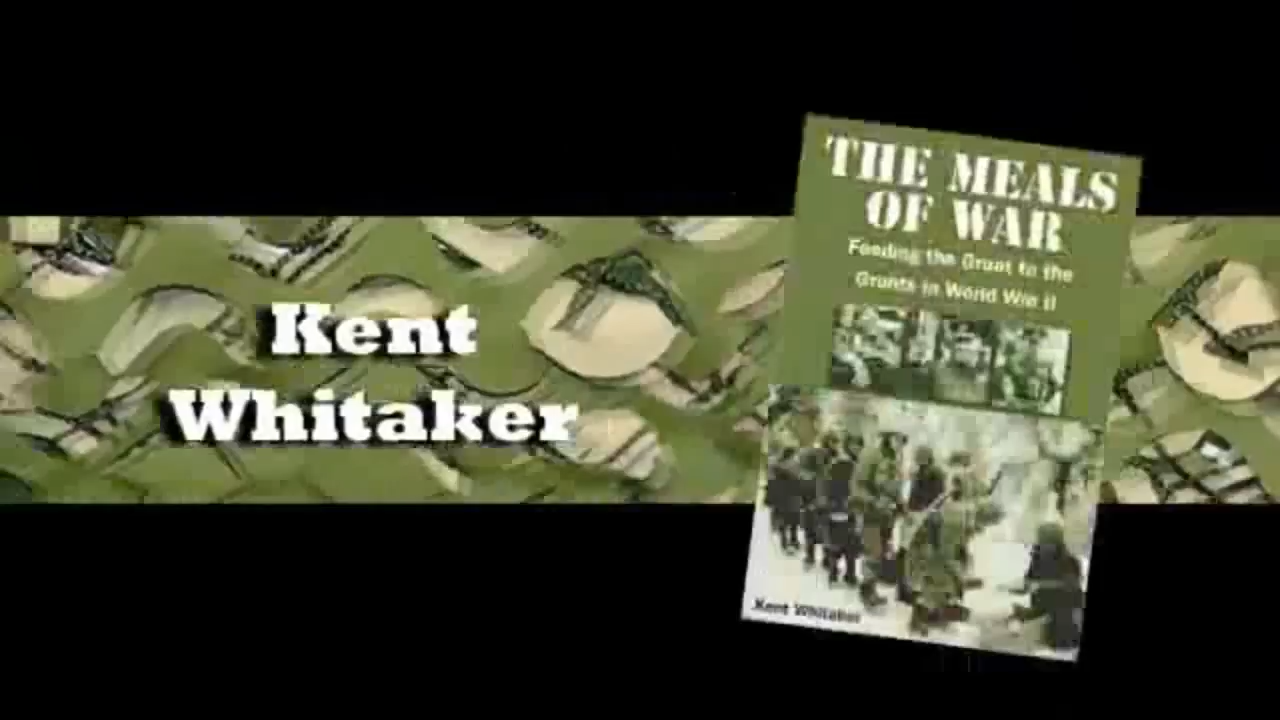 Kent
Whitaker
THE MEALS
OF WAR
Feeding the Grunt to the
Grunts in World War II
Kent Whitaker